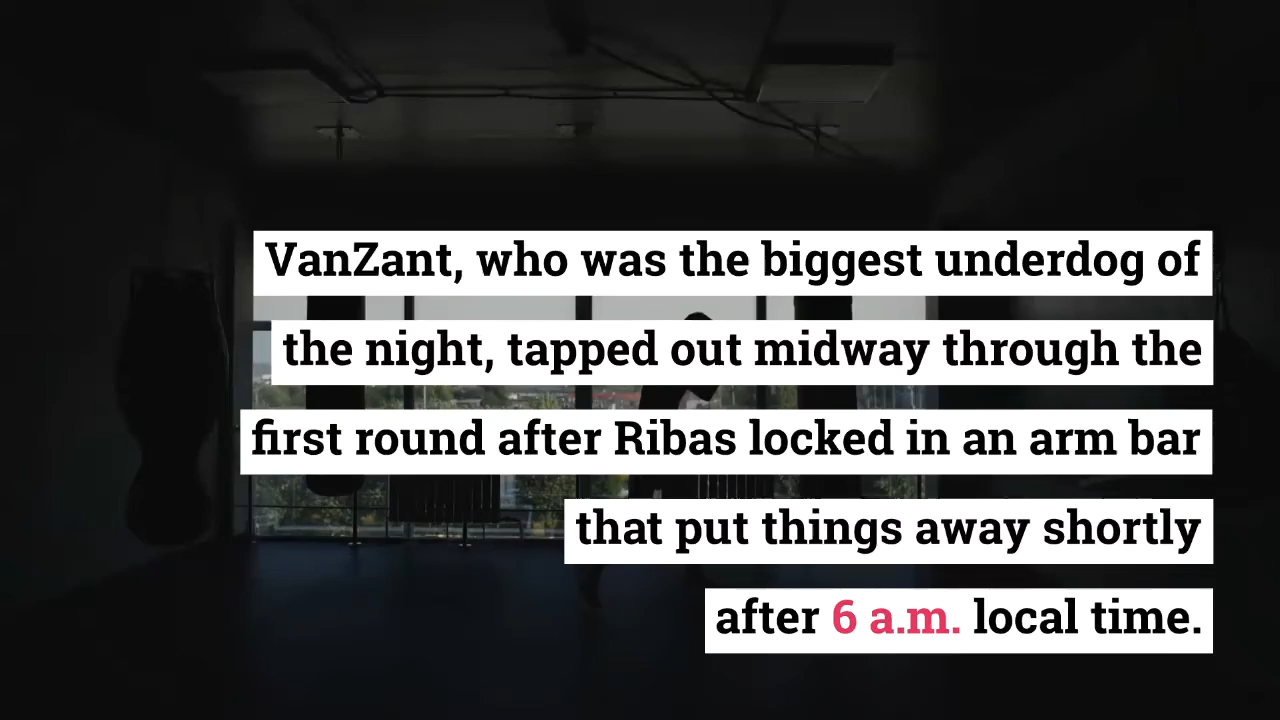 VanZant, who was the biggest underdog of
the night, tapped out midway through the
first round after Ribas locked in an arm bar
that put things away shortly
after 6 a.m. local time.